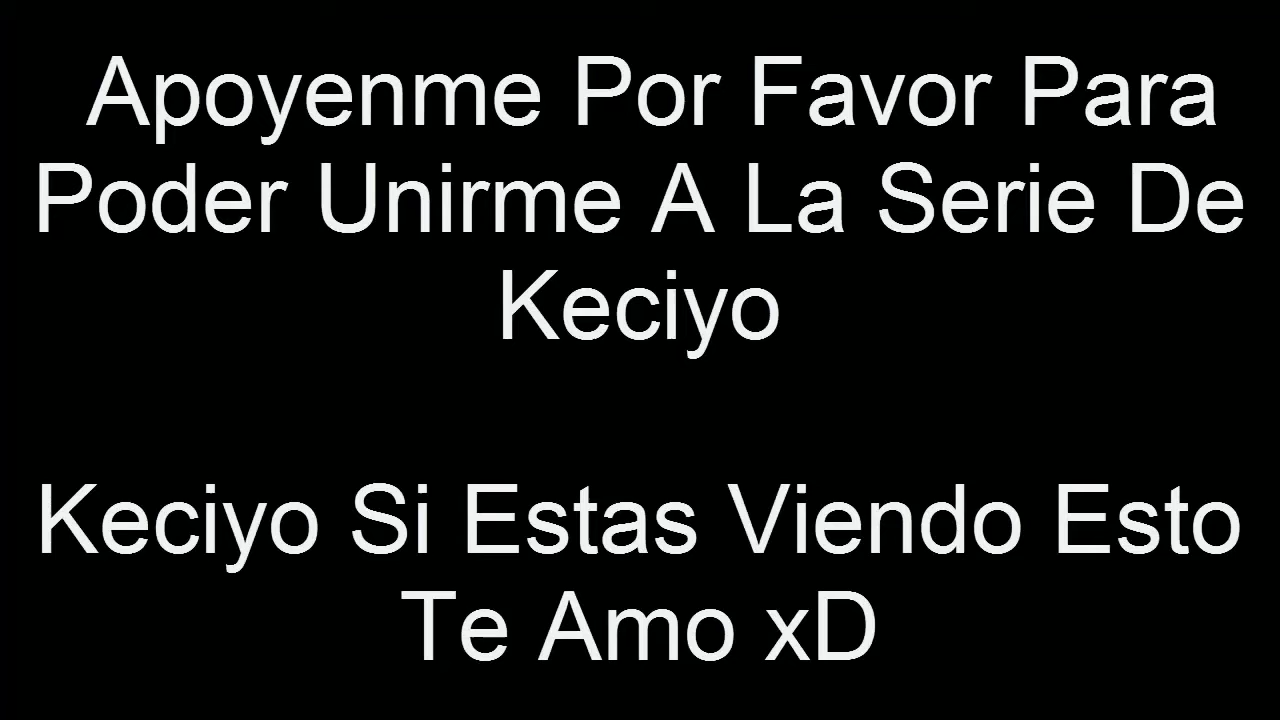 Apoyenme Por Favor Para
Poder Unirme A La Serie De
Keciyo
Keciyo Si Estas Viendo Esto
Te Amo xD